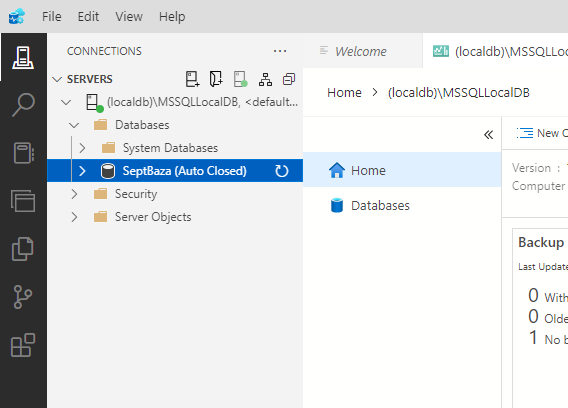 File Edit View Help
CONNECTIONS ...
SERVERS
(localdb)\MSSQLLocalDB, <default...
Databases
System Databases
SeptBaza (Auto Closed)
Security
Server Objects
Welcome
(localdb)\MSSQLLoc
Home > (localdb)\MSSQLLocalDB
New
Home
Databases
Version :
Computer
Backup
Last Update
0 With
0 Olde
1 No b